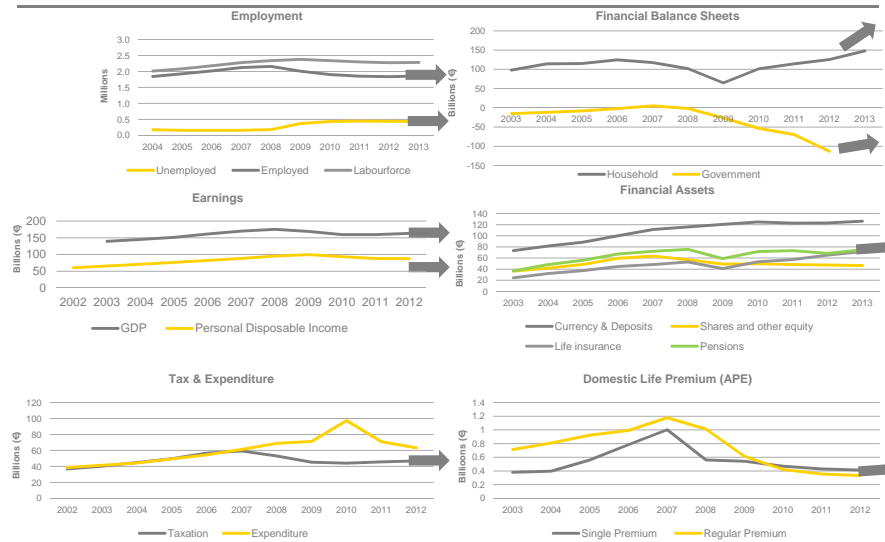 Employment
Millions
3.0
2.5
2.0
1.5
1.0
0.5
0.0
2004 2005 2006 2007 2008 2009 2010 2011 2012 2013
Unemployed Employed Labourforce
Financial Balance Sheets
Billions (€)
200
150
100
50
0
-50
-100
-150
2003 2004 2005 2006 2007 2008 2009 2010 2011 2012 2013
Household Government
Earnings
Billions (€)
200
150
100
50
0
2002 2003 2004 2005 2006 2007 2008 2009 2010 2011 2012
GDP Personal Disposable Income
Financial Assets
Billions (€)
140
120
100
80
60
40
20
0
2003 2004 2005 2006 2007 2008 2009 2010 2011 2012 2013
Currency & Deposits Shares and other equity
Life insurance Pensions
Tax & Expenditure
Billions (€)
120
100
80
60
40
20
0
2002 2003 2004 2005 2006 2007 2008 2009 2010 2011 2012
Taxation Expenditure
Domestic Life Premium (APE)
Billioons (€)
1.4
1.2
1
0.8
0.6
0.4
0.2
0
2003 2004 2005 2006 2007 2008 2009 2010 2011 2012
Single Premium Regular Premium